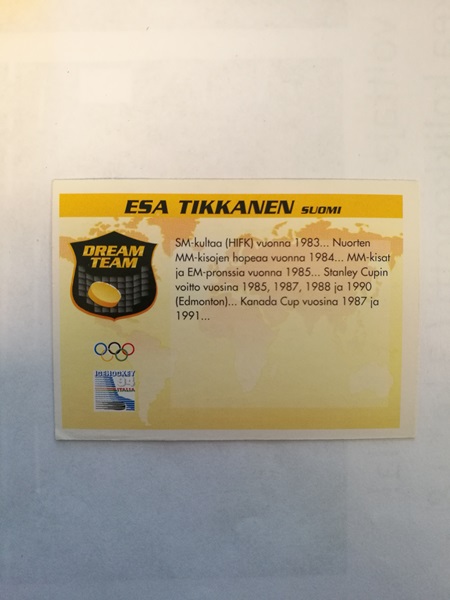 ESA TIKKANEN SUOMI
DREAM
TEAM
SM-kultaa (HIFK) vuonna 1983... Nuorten
MM-kisojen hopeaa vuonna 1984... MM-kisat
ja EM-pronssia vuonna 1985... Stanley Cupin
voitto vuosina 1985, 1987, 1988 ja 1990
(Edmonton)... Kanada Cup vuosina 1987 ja
1991...
94
ITALIA